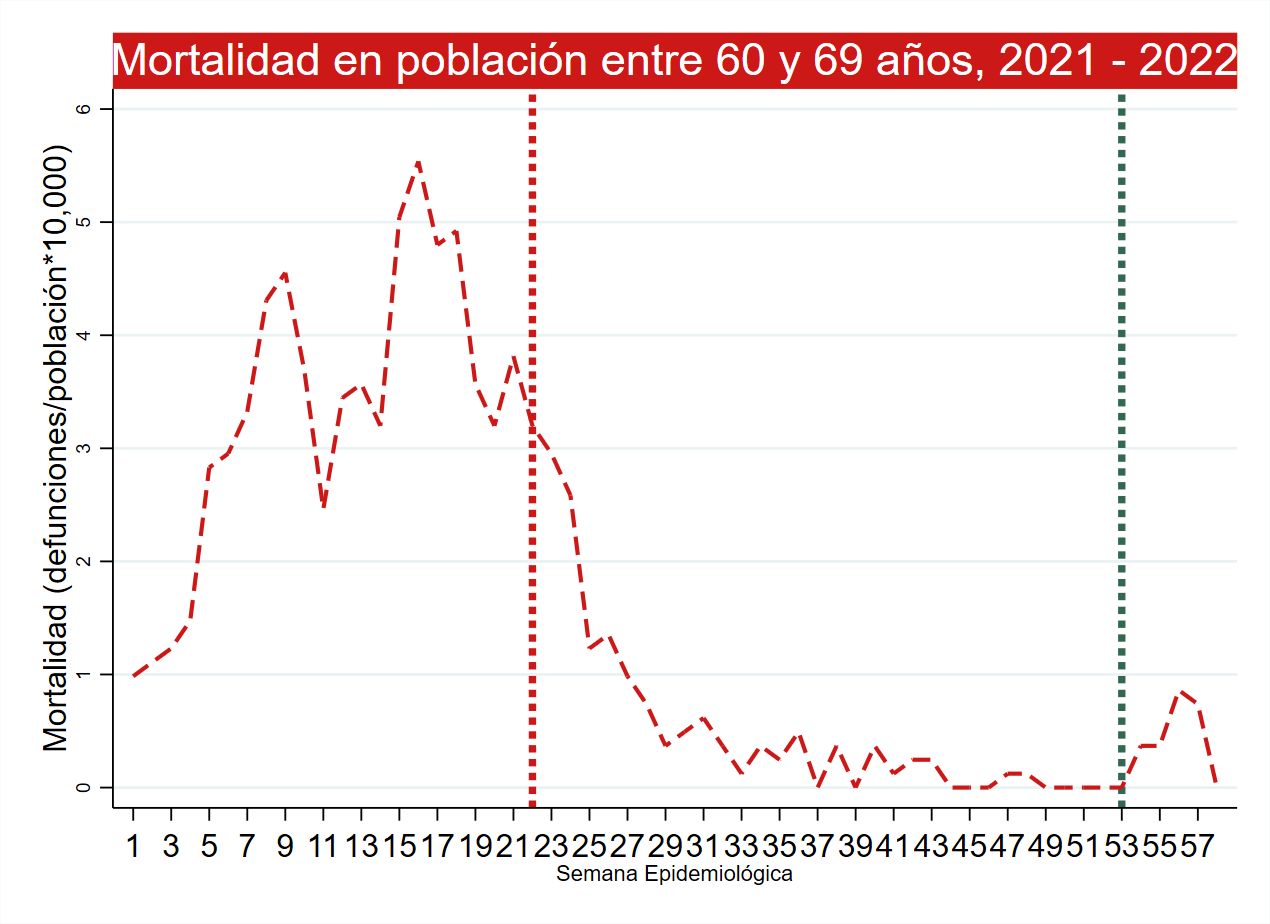 Mortalidad en población entre 60 y 69 años, 2021 - 2022
Mortalidad (defunciones/población*10,000)
6
5
4
3
2
1
0
1 3 5 7 9 11 13 15 17 19 21 23 25 27 29 31 33 35 37 39 41 43 45 47 49 51 53 55 57
Semana Epidemiológica